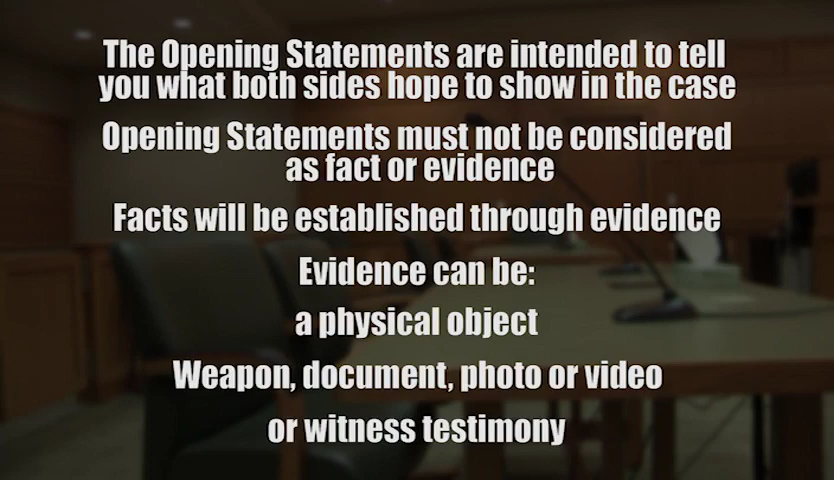 The Opening Statements are intended to tell
you what both sides hope to show in the case
Opening Statements must not be considered
as fact or evidence
Facts will be established through evidence
Evidence can be:
a physical object
Weapon, document, photo or video
or witness testimony